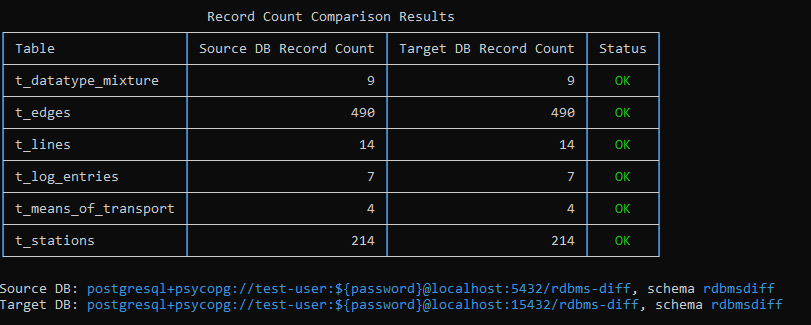 Record Count Comparison Results
Table Source DB Record Count Target DB Record Count Status
t_datatype_mixture 9 9 OK
t_edges 490 490 OK
t_lines 14 14 OK
t_log_entries 7 7 OK
t_means_of_transport 4 4 OK
t_stations 214 214 OK
Source DB: postgresql+psycopg://test-user:${password}@localhost:5432/rdbms-diff, schema rdbmsdiff
Target DB: postgresql+psycopg://test-user:${password}@localhost:15432/rdbms-diff, schema rdbmsdiff